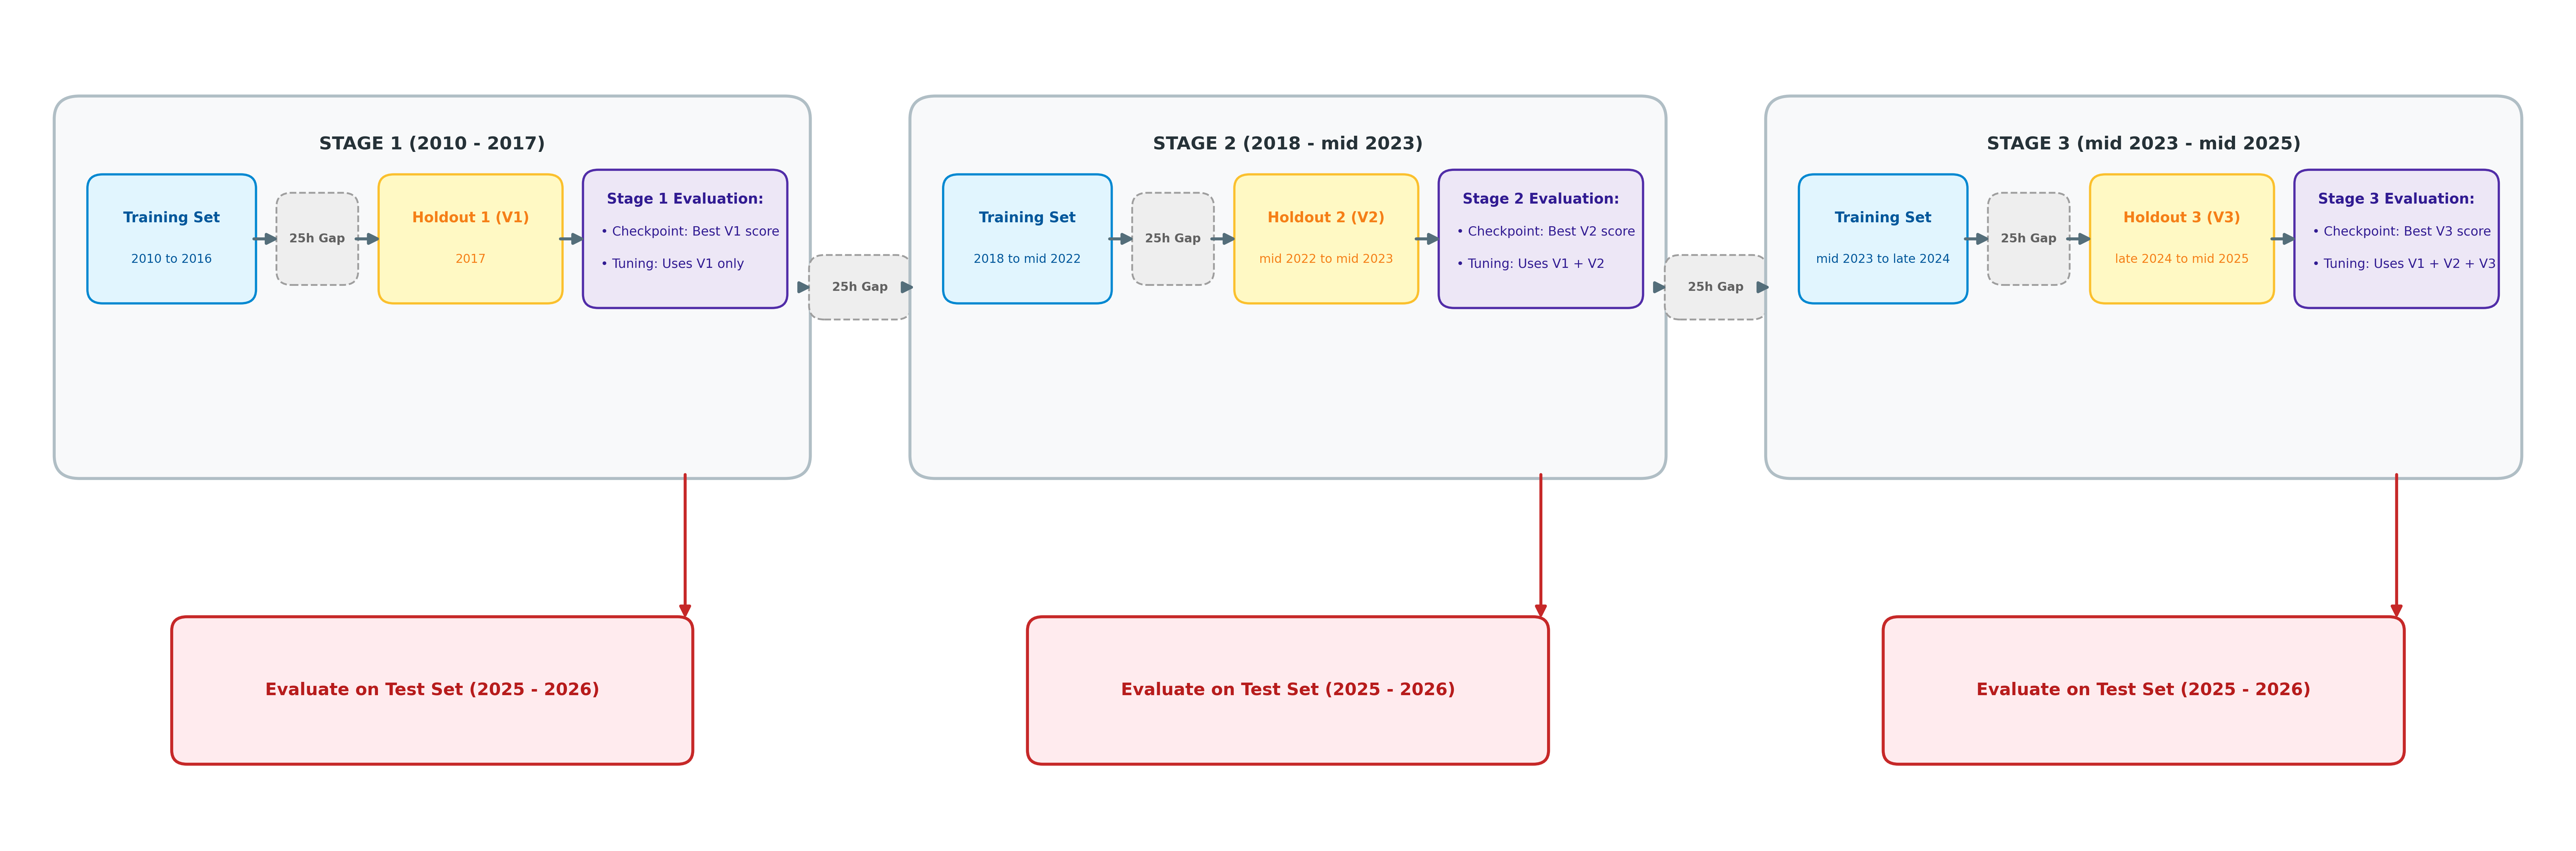 STAGE 1 (2010 - 2017)
Training Set
2010 to 2016
25h Gap
Holdout 1 (V1)
2017
Stage 1 Evaluation:
• Checkpoint: Best V1 score
• Tuning: Uses V1 only
25h Gap
STAGE 2 (2018 - mid 2023)
Training Set
2018 to mid 2022
25h Gap
Holdout 2 (V2)
mid 2022 to mid 2023
Stage 2 Evaluation:
• Checkpoint: Best V2 score
• Tuning: Uses V1 + V2
25h Gap
STAGE 3 (mid 2023 - mid 2025)
Training Set
mid 2023 to late 2024
25h Gap
Holdout 3 (V3)
late 2024 to mid 2025
Stage 3 Evaluation:
• Checkpoint: Best V3 score
• Tuning: Uses V1 + V2 + V3
Evaluate on Test Set (2025 - 2026)
Evaluate on Test Set (2025 - 2026)
Evaluate on Test Set (2025 - 2026)